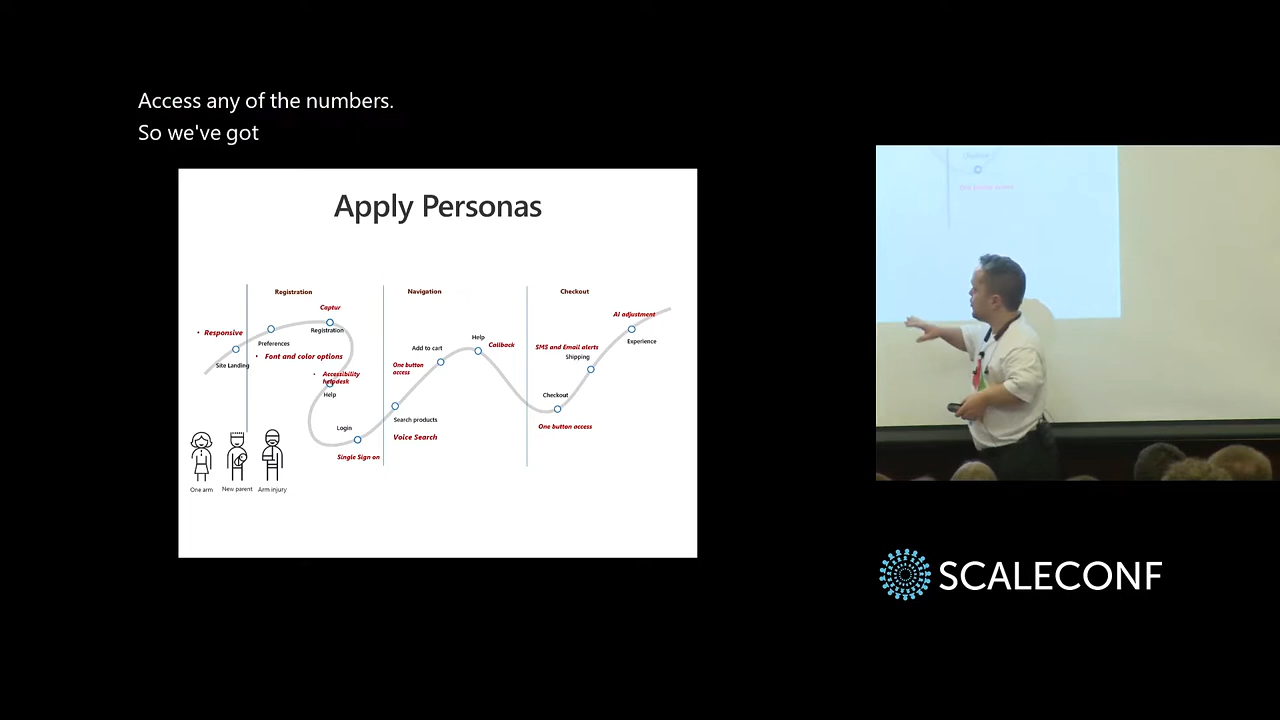 Access any of the numbers.
So we've got
Apply Personas
Registration
Navigation
Checkout
Captur
Registration
• Responsive
Preferences
Site Landing
• Font and color options
• Accessibility
helpdesk
Help
Login
Single Sign on
Add to cart
One button
access
Help
Callback
Search products
Voice Search
SMS and Email alerts
Shipping
AI adjustment
Experience
Checkout
One button access
One arm
New parent
Arm injury
SCALECONF